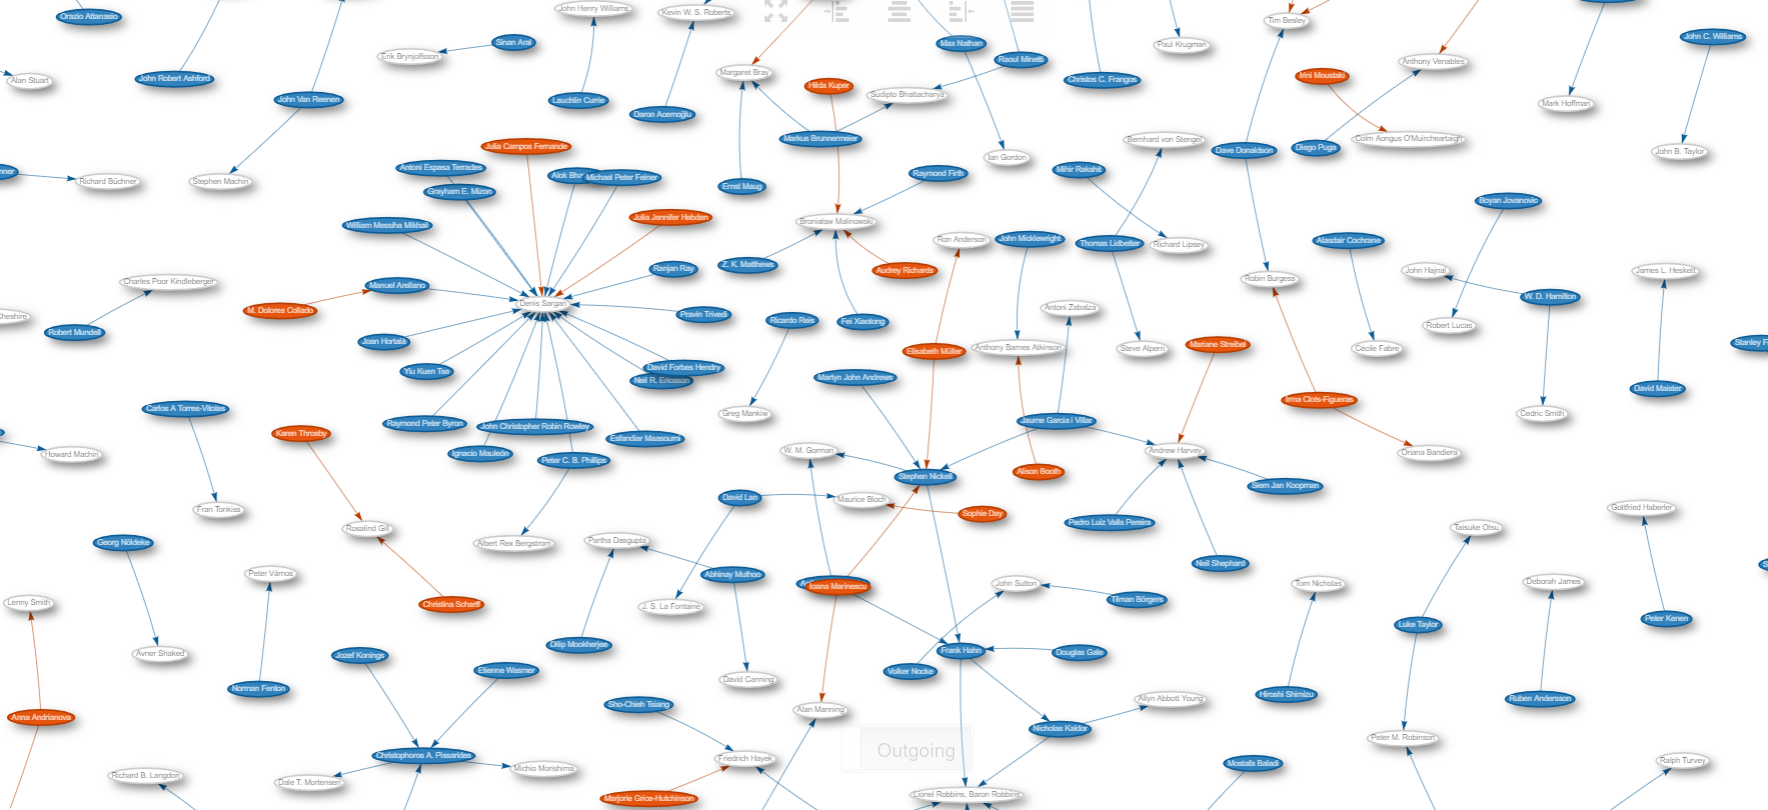 Orazio Attanasio
John Henry Williams
Kevin W. S. Roberts
Tim Besley
John C. Williams
Sinan Aral
Erik Brynjolfsson
Max Nathan
Raoul Minetti
Paul Krugman
Anthony Venables
Alan Stuart
John Robert Ashford
Margaret Bray
Hilda Kuper
Sudipto Bhattacharya
Christos C. Frangos
Irini Moustaki
John Van Reenen
Lauchlin Currie
Daron Acemoglu
Mark Hoffman
Markus Brunnermeier
Bernhard von Stengel
Colm Aongus O'Muircheartaigh
Julia Campos Fernande
Ian Gordon
Dave Donaldson
Diego Puga
John B. Taylor
Antoni Espasa Terrades
Alok Bha
Michael Peter Feiner
Raymond Firth
Mihir Rakshit
Richard Büchner
Stephen Machin
Grayham E. Mizon
Ernst Maug
Boyan Jovanovic
William Messiha Mikhail
Julia Jennifer Hebden
Bronisław Malinowski
Ron Anderson
John Micklewright
Thomas Lidbetter
Richard Lipsey
Alasdair Cochrane
Ranjan Ray
Z. K. Matthews
Audrey Richards
John Hajnal
James L. Heskett
Charles Poor Kindleberger
Manuel Arellano
Robin Burgess
W. D. Hamilton
M. Dolores Collado
Denis Sargan
Pravin Trivedi
Antoni Zabalza
Cheshire
Robert Mundell
Ricardo Reis
Fei Xiaotong
Robert Lucas
Joan Hortalà
Elisabeth Müller
Anthony Barnes Atkinson
Steve Alpern
Mariane Streibel
Cécile Fabre
Stanley F
Yiu Kuen Tse
David Forbes Hendry
Neil R. Ericsson
Martyn John Andrews
David Maister
Carlos A Torres-Vitolas
Greg Mankiw
Irma Clots-Figueras
Cedric Smith
Raymond Peter Byron
John Christopher Robin Rowley
Jaume Garcia i Villar
Karen Throsby
Esfandiar Maasoumi
Howard Machin
Ignacio Mauleón
Peter C. B. Phillips
W. M. Gorman
Andrew Harvey
Oriana Bandiera
Stephen Nickell
Alison Booth
Siem Jan Koopman
Fran Tonkiss
David Lan
Maurice Bloch
Sophie Day
Gottfried Haberler
Rosalind Gill
Pedro Luiz Valls Pereira
Taisuke Otsu
Georg Nöldeke
Albert Rex Bergstrom
Partha Dasgupta
Neil Shephard
Peter Vámos
Abhinay Muthoo
Ioana Marinescu
John Sutton
Tom Nicholas
Deborah James
Lenny Smith
Christina Scharff
J. S. La Fontaine
Tilman Börgers
Luke Taylor
Peter Kenen
Avner Shaked
Jozef Konings
Dilip Mookherjee
Frank Hahn
Douglas Gale
Etienne Wasmer
Volker Nocke
David Canning
Norman Fenton
Hiroshi Shimizu
Ruben Andersson
Anna Andrianova
Sho-Chieh Tsiang
Alan Manning
Allyn Abbott Young
Nicholas Kaldor
Peter M. Robinson
Christophoros A. Pissarides
Outgoing
Friedrich Hayek
Mostafa Baladi
Ralph Turvey
Richard B. Langdon
Dale T. Mortensen
Michio Morishima
Marjorie Grice-Hutchinson
Lionel Robbins, Baron Robbins